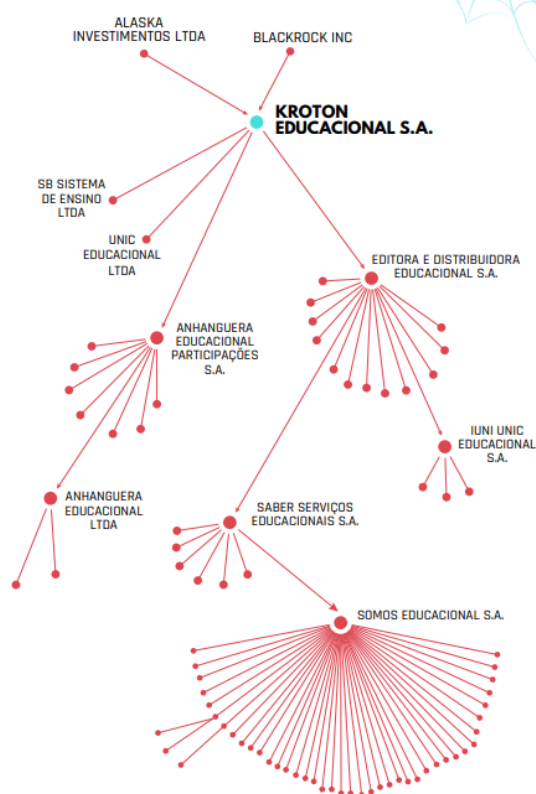 ALASKA
INVESTIMENTOS LTDA
BLACKROCK INC
KROTON
EDUCACIONAL S.A.
SB SISTEMA
DE ENSINO
LTDA
UNIC
EDUCACIONAL
LTDA
EDITORA E DISTRIBUIDORA
EDUCACIONAL S.A.
ANHANGUERA
EDUCACIONAL
PARTICIPAÇÕES
S.A.
IUNI UNIC
EDUCACIONAL
S.A.
ANHANGUERA
EDUCACIONAL
LTDA
SABER SERVIÇOS
EDUCACIONAIS S.A.
SOMOS EDUCACIONAL S.A.